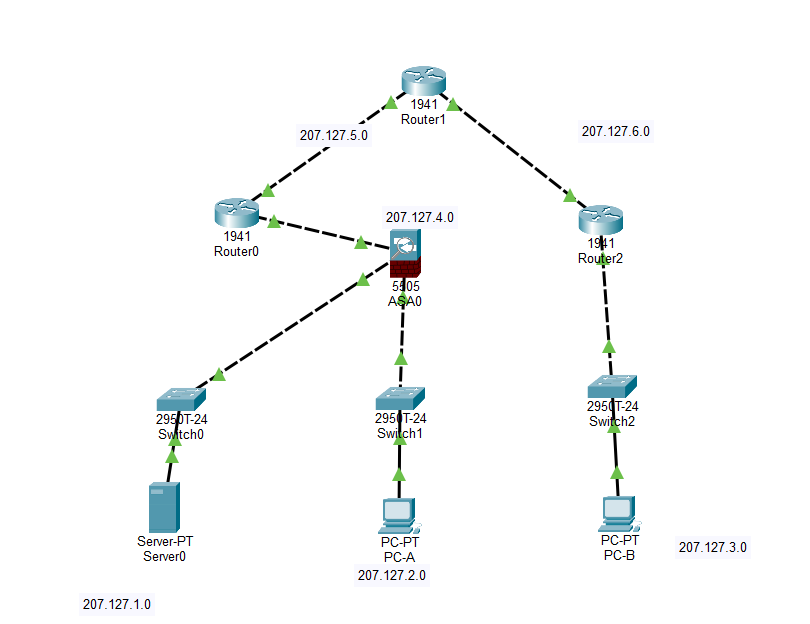 1941
Router1
207.127.5.0
207.127.6.0
207.127.4.0
1941
Router0
1941
Router2
5505
ASA0
2950T-24
Switch0
2950T-24
Switch1
2950T-24
Switch2
Server-PT
Server0
PC-PT
PC-A
PC-PT
PC-B
207.127.3.0
207.127.2.0
207.127.1.0